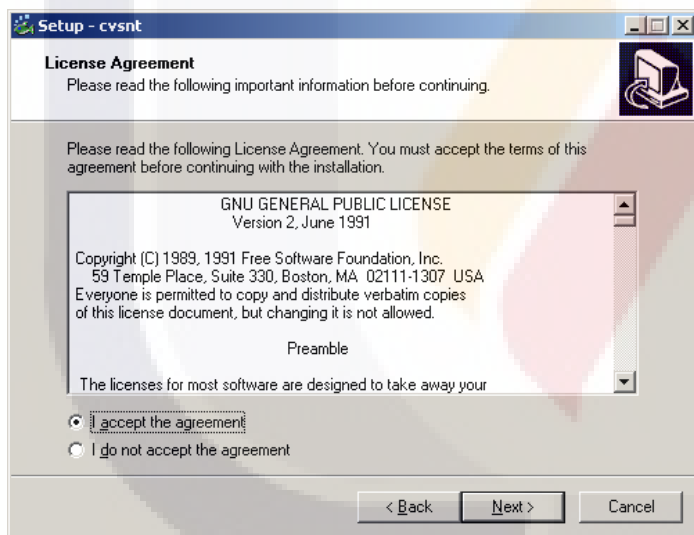 Setup - cvsnt
License Agreement
Please read the following important information before continuing.
Please read the following License Agreement. You must accept the terms of this
agreement before continuing with the installation.
GNU GENERAL PUBLIC LICENSE
Version 2, June 1991
Copyright (C) 1989, 1991 Free Software Foundation, Inc.
59 Temple Place, Suite 330, Boston, MA  02111-1307  USA
Everyone is permitted to copy and distribute verbatim copies
of this license document, but changing it is not allowed.
Preamble
The licenses for most software are designed to take away your
I accept the agreement
I do not accept the agreement
< Back
Next >
Cancel